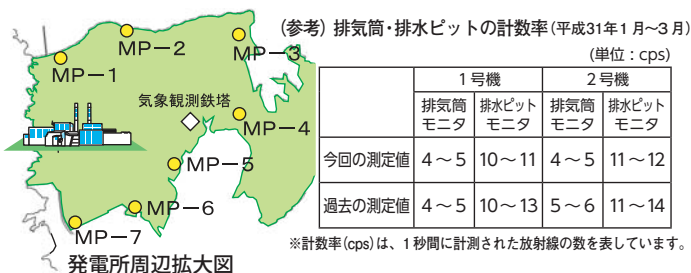 MP－1
MP－2
MP－3
気象観測鉄塔
MP－4
MP－5
MP－6
MP－7
発電所周辺拡大図
(参考) 排気筒・排水ピットの計数率(平成31年1月～3月)
(単位：cps)
1号機 2号機
排気筒モニタ 排水ピットモニタ 排気筒モニタ 排水ピットモニタ
今回の測定値 4～5 10～11 4～5 11～12
過去の測定値 4～5 10～13 5～6 11～14
※計数率(cps)は、1秒間に計測された放射線の数を表しています。